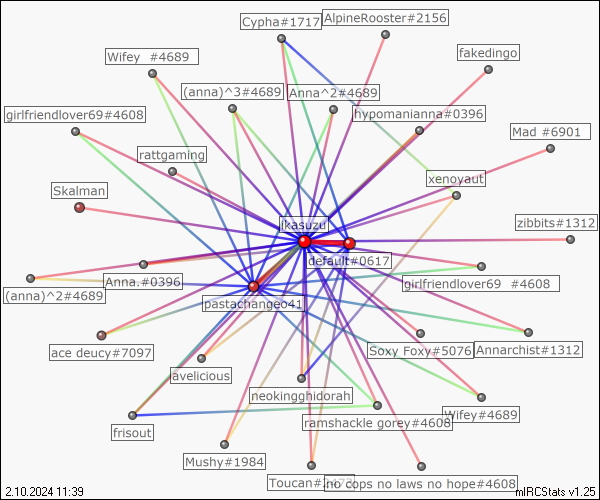 Cypha#1717
AlpineRooster#2156
Wifey  #4689
fakedingo
(anna)^3#4689
Anna^2#4689
girlfriendlover69#4608
hypomanianna#0396
Mad #6901
rattgaming
xenoyaut
Skalman
jkasuzu
zibbits#1312
default#0617
Anna.#0396
girlfriendlover69  #4608
(anna)^2#4689
pastachangeo41
ace deucy#7097
Soxy Foxy#5076
Annarchist#1312
javelicious
neokingghidorah
Wifey#4689
ramshackle gorey#4608
frisout
Mushy#1984
Toucan#
no cops no laws no hope#4608
2.10.2024 11:39
mIRCStats v1.25